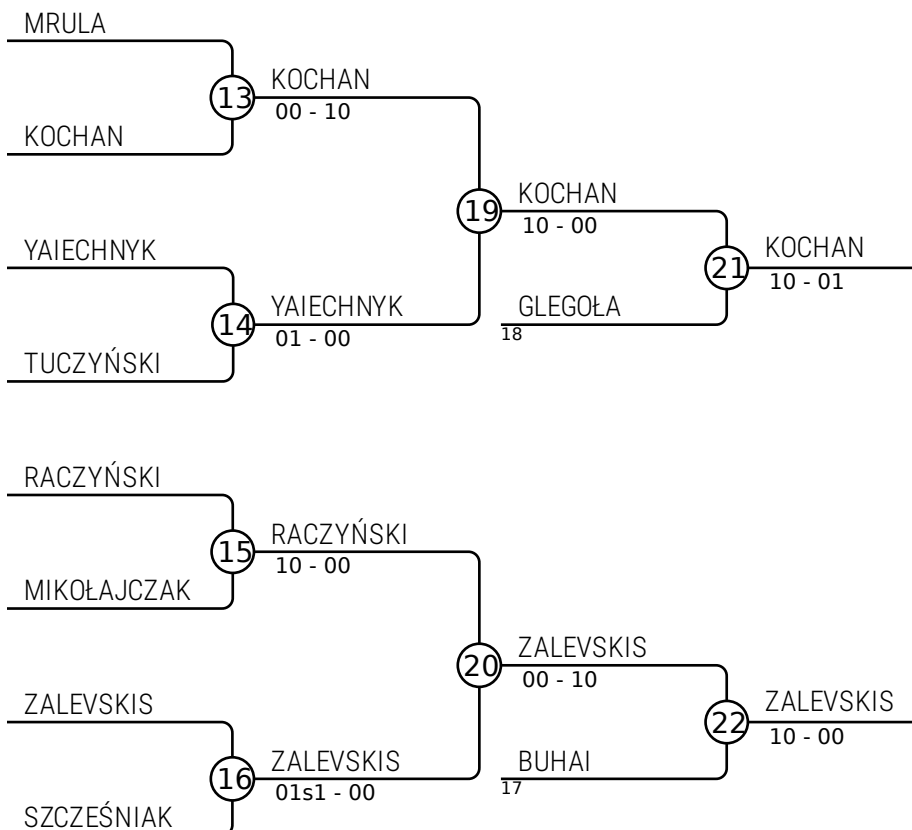 MRULA
13
KOCHAN
00 - 10
KOCHAN
19
KOCHAN
10 - 00
YAIECHNYK
14
YAIECHNYK
01 - 00
TUCZYŃSKI
GLEGOŁA
18
21
KOCHAN
10 - 01
RACZYŃSKI
15
RACZYŃSKI
10 - 00
MIKOŁAJCZAK
20
ZALEVSKIS
00 - 10
ZALEVSKIS
16
ZALEVSKIS
01s1 - 00
SZCZEŚNIAK
BUHAI
17
22
ZALEVSKIS
10 - 00